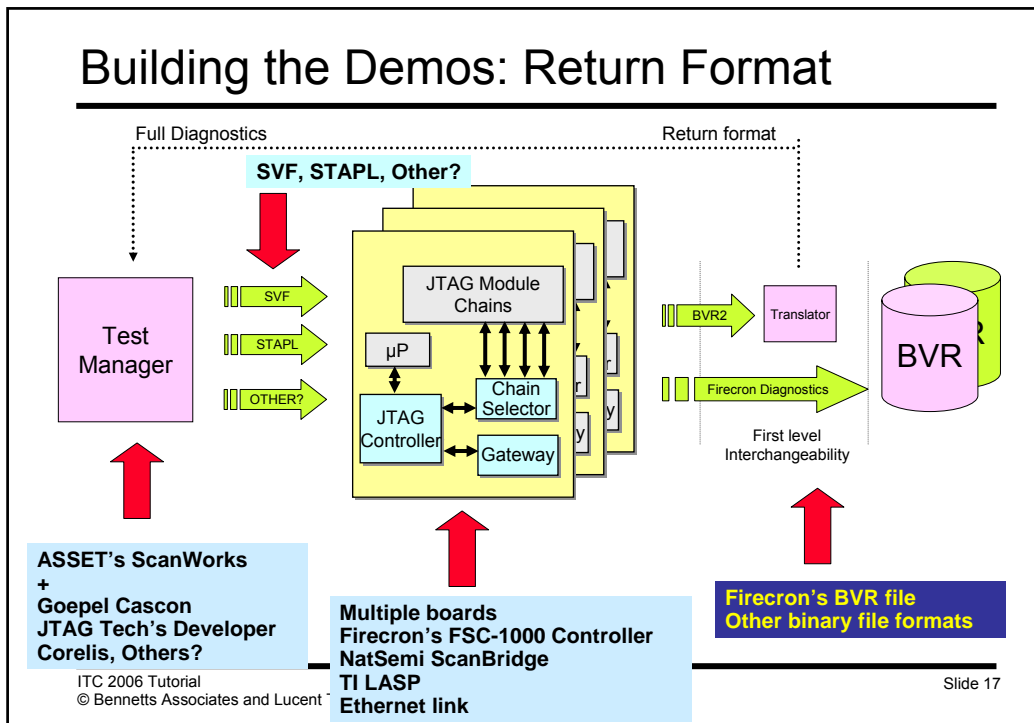 Building the Demos: Return Format
Full Diagnostics
Return format
SVF, STAPL, Other?
Test
Manager
SVF
STAPL
OTHER?
JTAG Module
Chains
µP
Chain
Selector
JTAG
Controller
Gateway
r
y
r
y
BVR2
Translator
Firecron Diagnostics
First level
Interchangeability
BVR
R
ASSET's ScanWorks
+
Goepel Cascon
JTAG Tech's Developer
Corelis, Others?
Multiple boards
Firecron's FSC-1000 Controller
NatSemi ScanBridge
TI LASP
Ethernet link
Firecron's BVR file
Other binary file formats
ITC 2006 Tutorial
© Bennetts Associates and Lucent
Slide 17